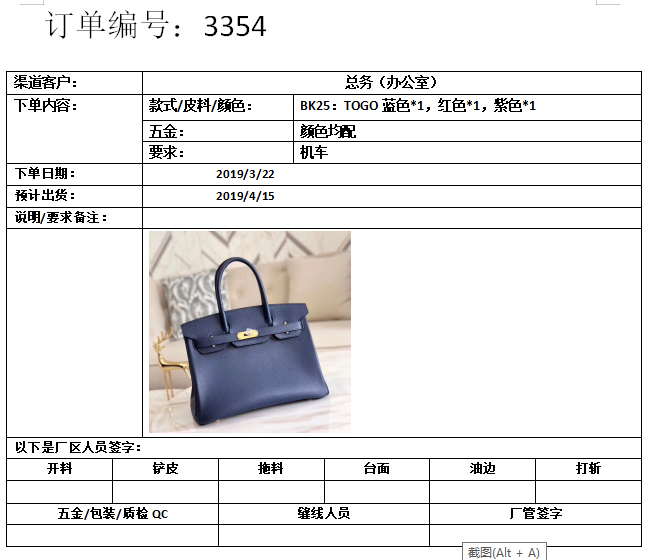 订单编号：3354
渠道客户： 总务（办公室）
下单内容： 款式/皮料/颜色： BK25：TOGO 蓝色*1，红色*1，紫色*1
五金： 颜色均配
要求： 机车
下单日期： 2019/3/22
预计出货： 2019/4/15
说明/要求备注：
以下是厂区人员签字：
开料 铲皮 拖料 台面 油边 打斩
五金/包装/质检 QC 缝线人员 厂管签字
截图(Alt + A)